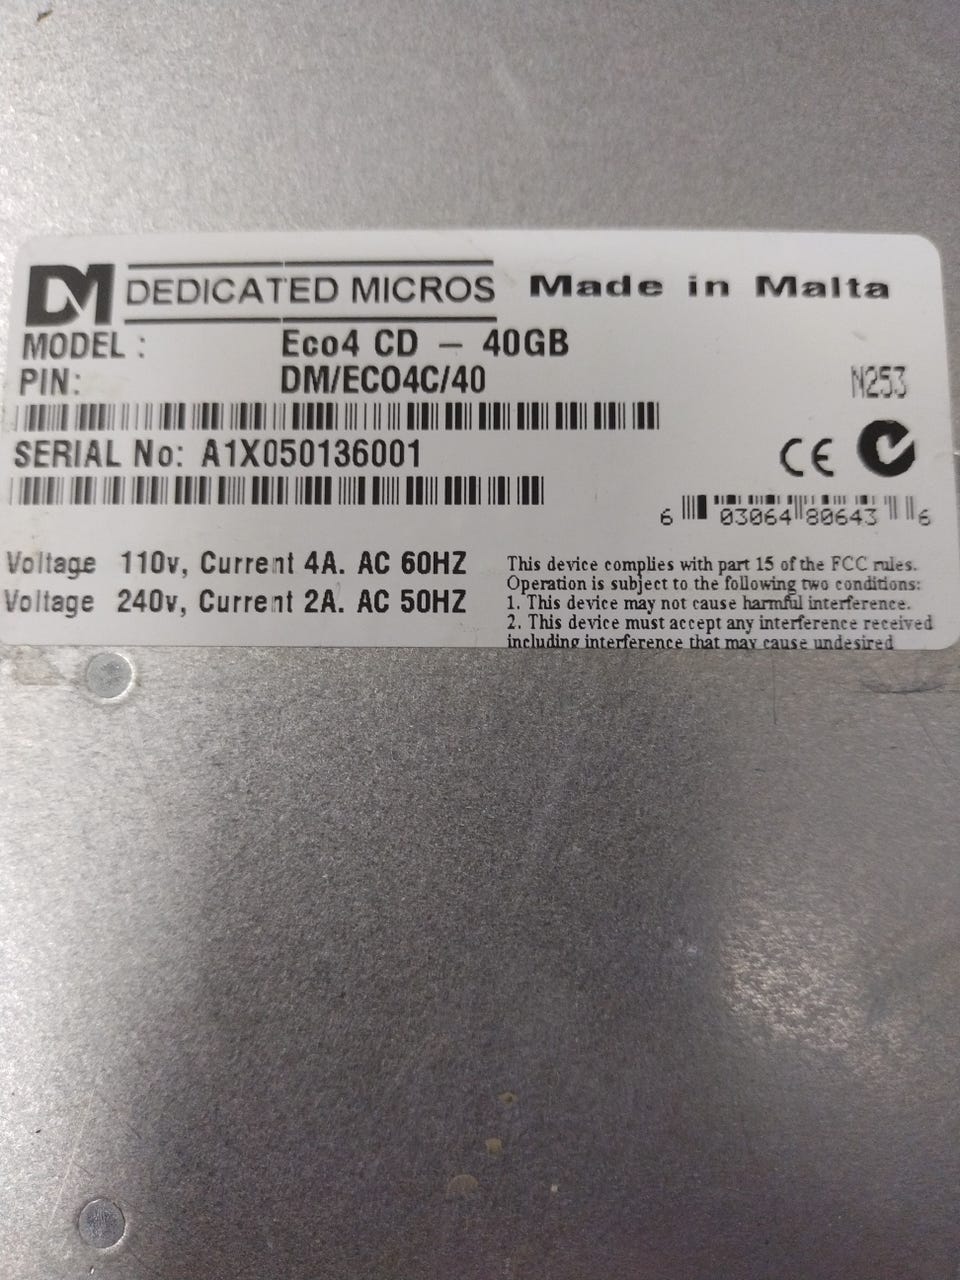 DM DEDICATED MICROS Made in Malta
MODEL : Eco4 CD – 40GB
PIN: DM/ECO4C/40
N253
SERIAL No: A1X050136001
CE
6 03064 80643 6
Voltage 110v, Current 4A. AC 60HZ
Voltage 240v, Current 2A. AC 50HZ
This device complies with part 15 of the FCC rules.
Operation is subject to the following two conditions:
1. This device may not cause harmful interference.
2. This device must accept any interference received
including interference that may cause undesired